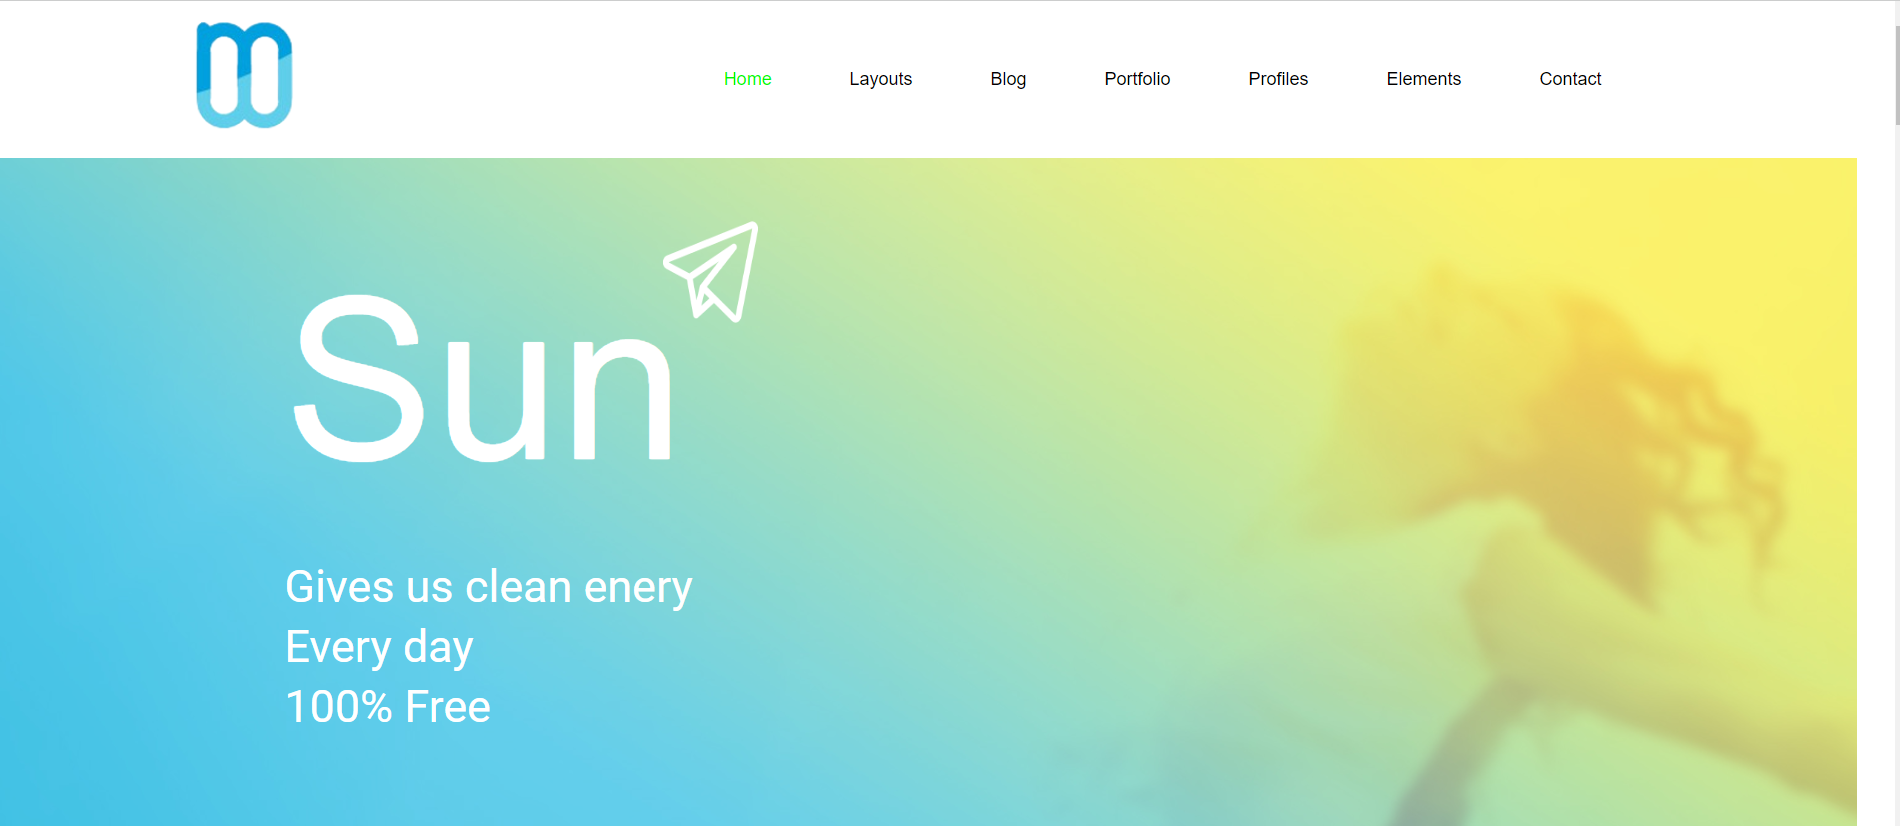 Home Layouts Blog Portfolio Profiles Elements Contact
Sun
Gives us clean enery
Every day
100% Free